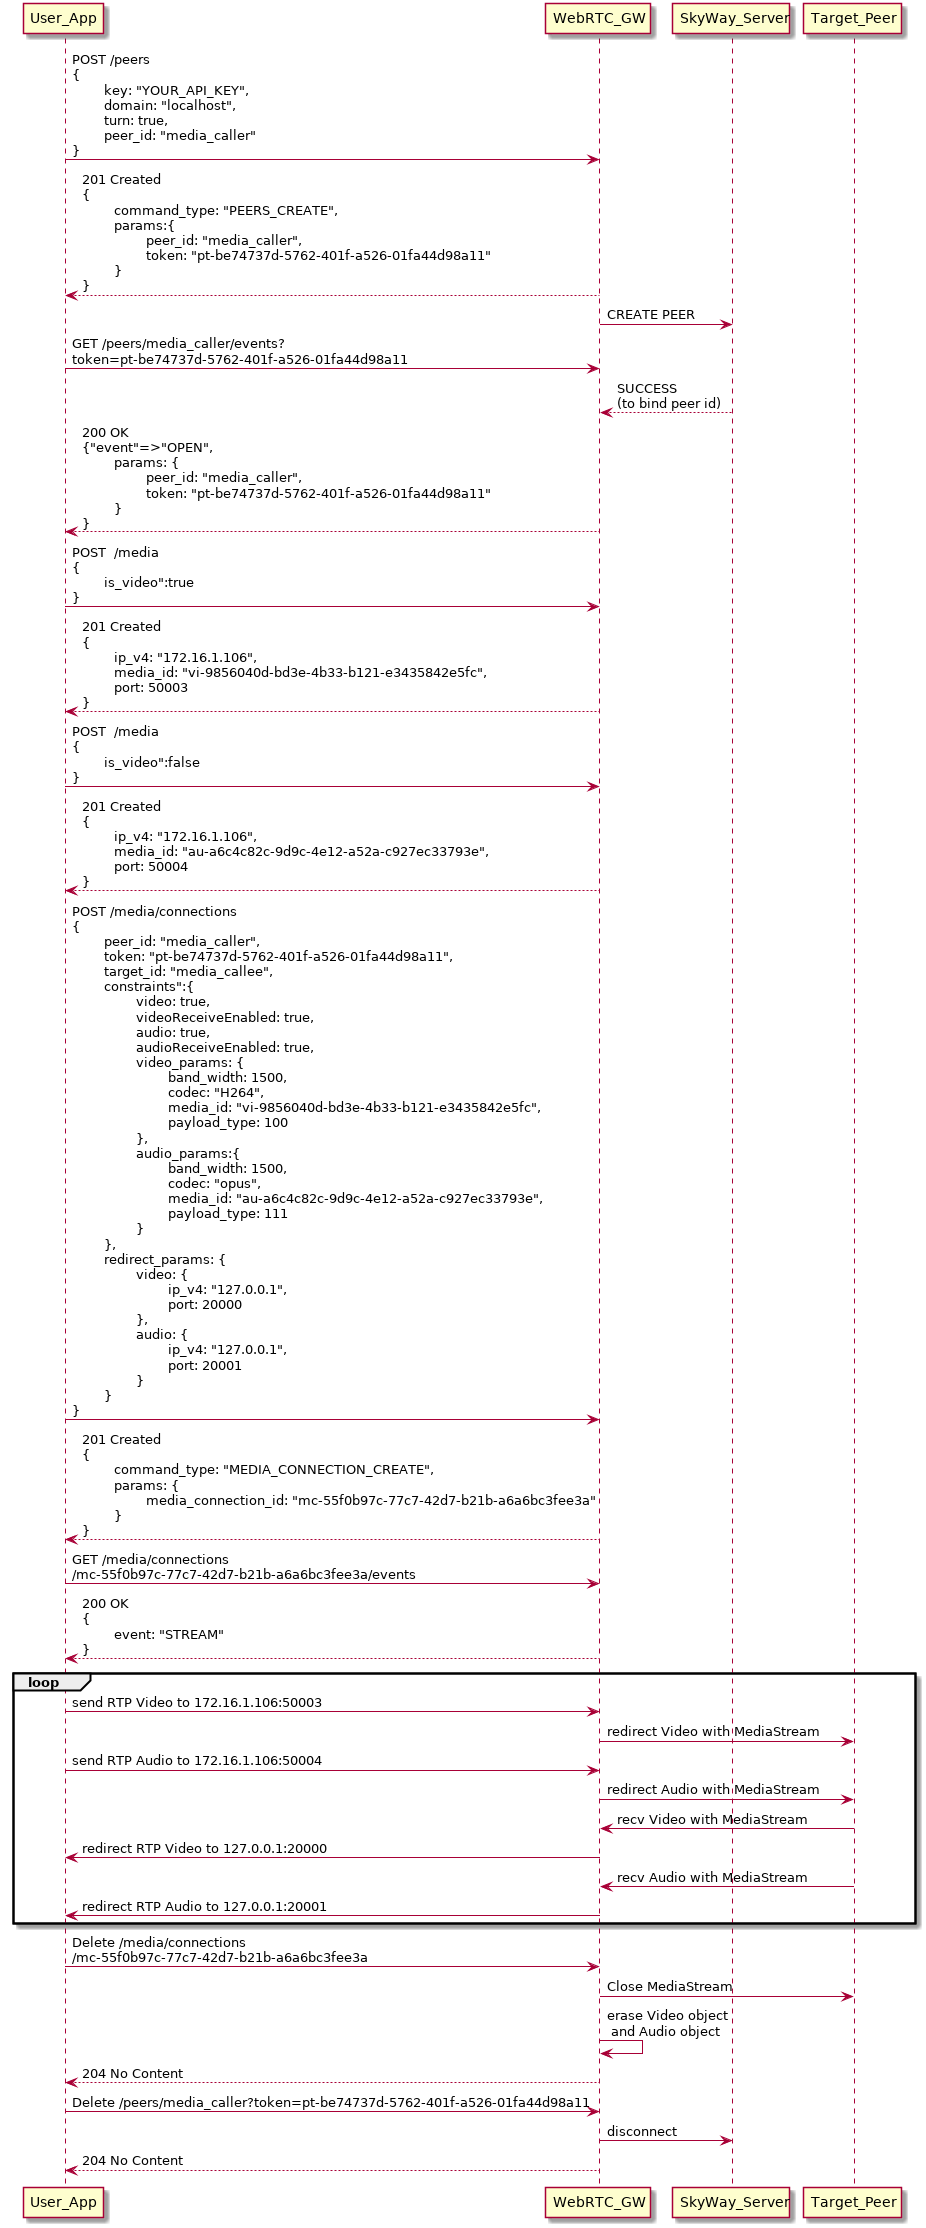 User_App WebRTC_GW SkyWay_Server Target_Peer
POST /peers
{
key: "YOUR_API_KEY",
domain: "localhost",
turn: true,
peer_id: "media_caller"
}
201 Created
{
command_type: "PEERS_CREATE",
params:{
peer_id: "media_caller",
token: "pt-be74737d-5762-401f-a526-01fa44d98a11"
}
}
CREATE PEER
GET /peers/media_caller/events?
token=pt-be74737d-5762-401f-a526-01fa44d98a11
SUCCESS
(to bind peer id)
200 OK
{"event"=>"OPEN",
params: {
peer_id: "media_caller",
token: "pt-be74737d-5762-401f-a526-01fa44d98a11"
}
}
POST  /media
{
is_video":true
}
201 Created
{
ip_v4: "172.16.1.106",
media_id: "vi-9856040d-bd3e-4b33-b121-e3435842e5fc",
port: 50003
}
POST  /media
{
is_video":false
}
201 Created
{
ip_v4: "172.16.1.106",
media_id: "au-a6c4c82c-9d9c-4e12-a52a-c927ec33793e",
port: 50004
}
POST /media/connections
{
peer_id: "media_caller",
token: "pt-be74737d-5762-401f-a526-01fa44d98a11",
target_id: "media_callee",
constraints":{
video: true,
videoReceiveEnabled: true,
audio: true,
audioReceiveEnabled: true,
video_params: {
band_width: 1500,
codec: "H264",
media_id: "vi-9856040d-bd3e-4b33-b121-e3435842e5fc",
payload_type: 100
},
audio_params:{
band_width: 1500,
codec: "opus",
media_id: "au-a6c4c82c-9d9c-4e12-a52a-c927ec33793e",
payload_type: 111
}
},
redirect_params: {
video: {
ip_v4: "127.0.0.1",
port: 20000
},
audio: {
ip_v4: "127.0.0.1",
port: 20001
}
}
}
201 Created
{
command_type: "MEDIA_CONNECTION_CREATE",
params: {
media_connection_id: "mc-55f0b97c-77c7-42d7-b21b-a6a6bc3fee3a"
}
}
GET /media/connections
/mc-55f0b97c-77c7-42d7-b21b-a6a6bc3fee3a/events
200 OK
{
event: "STREAM"
}
loop
send RTP Video to 172.16.1.106:50003
redirect Video with MediaStream
send RTP Audio to 172.16.1.106:50004
redirect Audio with MediaStream
recv Video with MediaStream
redirect RTP Video to 127.0.0.1:20000
recv Audio with MediaStream
redirect RTP Audio to 127.0.0.1:20001
Delete /media/connections
/mc-55f0b97c-77c7-42d7-b21b-a6a6bc3fee3a
Close MediaStream
erase Video object
and Audio object
204 No Content
Delete /peers/media_caller?token=pt-be74737d-5762-401f-a526-01fa44d98a11
disconnect
204 No Content
User_App WebRTC_GW SkyWay_Server Target_Peer